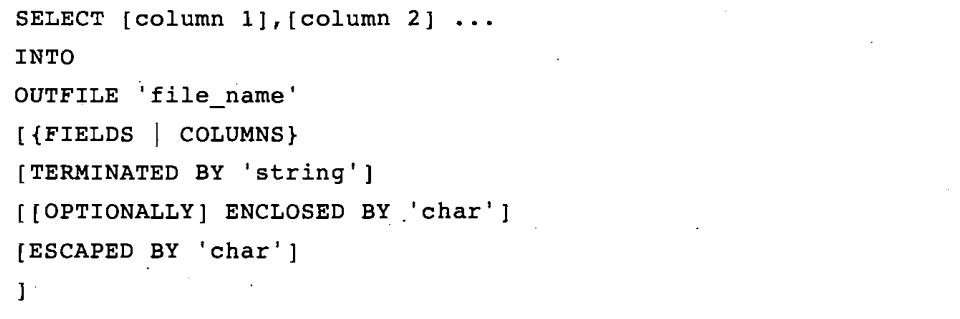 SELECT [column 1],[column 2] ...
INTO
OUTFILE 'file_name'
[{FIELDS | COLUMNS}
[TERMINATED BY 'string']
[[OPTIONALLY] ENCLOSED BY 'char']
[ESCAPED BY 'char']
]